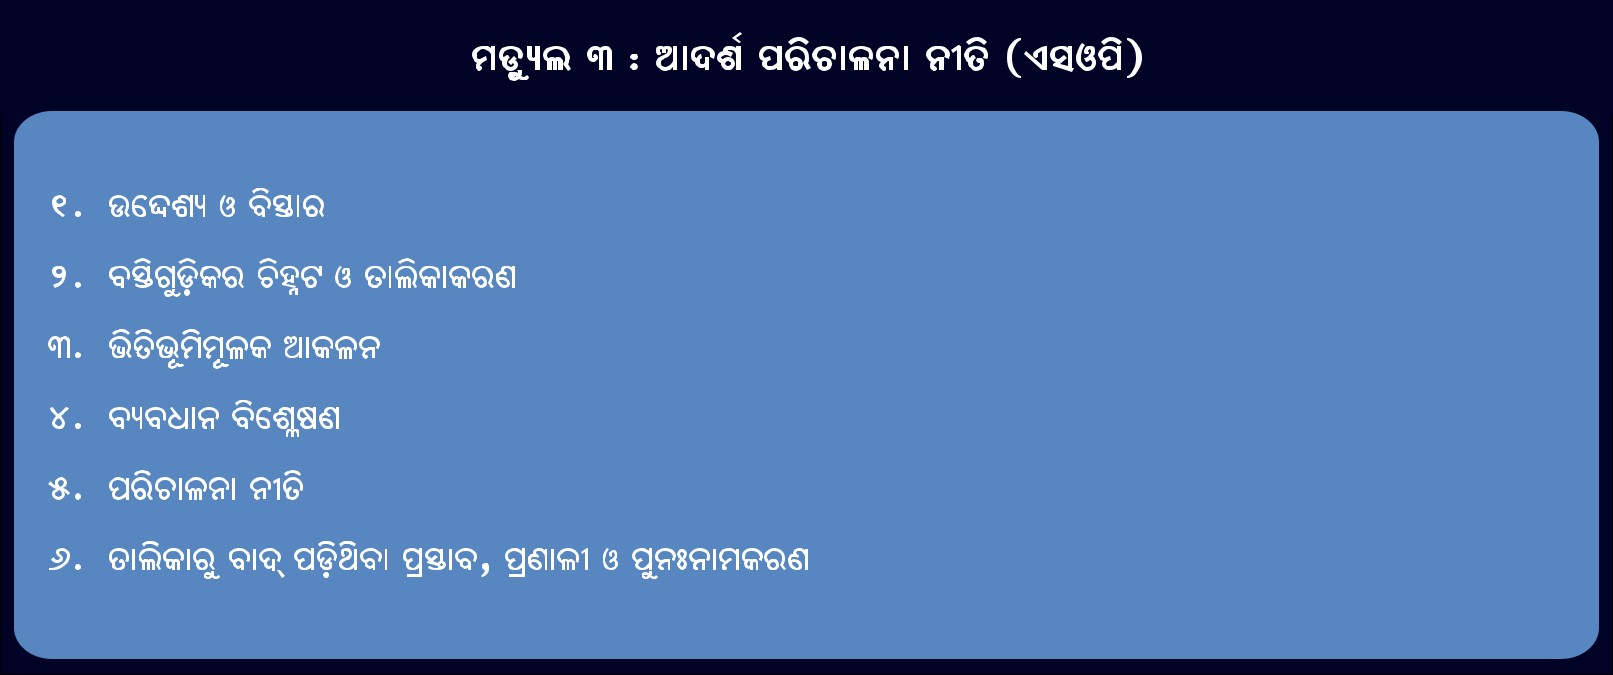 ମଡ୍ୟୁଲ ୩ : ଆଦର୍ଶ ପରିଚାଳନା ନୀତି (ଏସଓପି)
୧. ଉଦ୍ଦେଶ୍ୟ ଓ ବିସ୍ତାର
୨. ବସ୍ତିଗୁଡ଼ିକର ଚିହ୍ନଟ ଓ ତାଲିକାକରଣ
୩. ଭିତିଭୂମିମୂଳକ ଆକଳନ
୪. ବ୍ୟବଧାନ ବିଶ୍ଳେଷଣ
୫. ପରିଚାଳନା ନୀତି
୬. ତାଲିକାରୁ ବାଦ୍ ପଡ଼ିଥିବା ପ୍ରସ୍ତାବ, ପ୍ରଣାଳୀ ଓ ପୁନଃନାମକରଣ